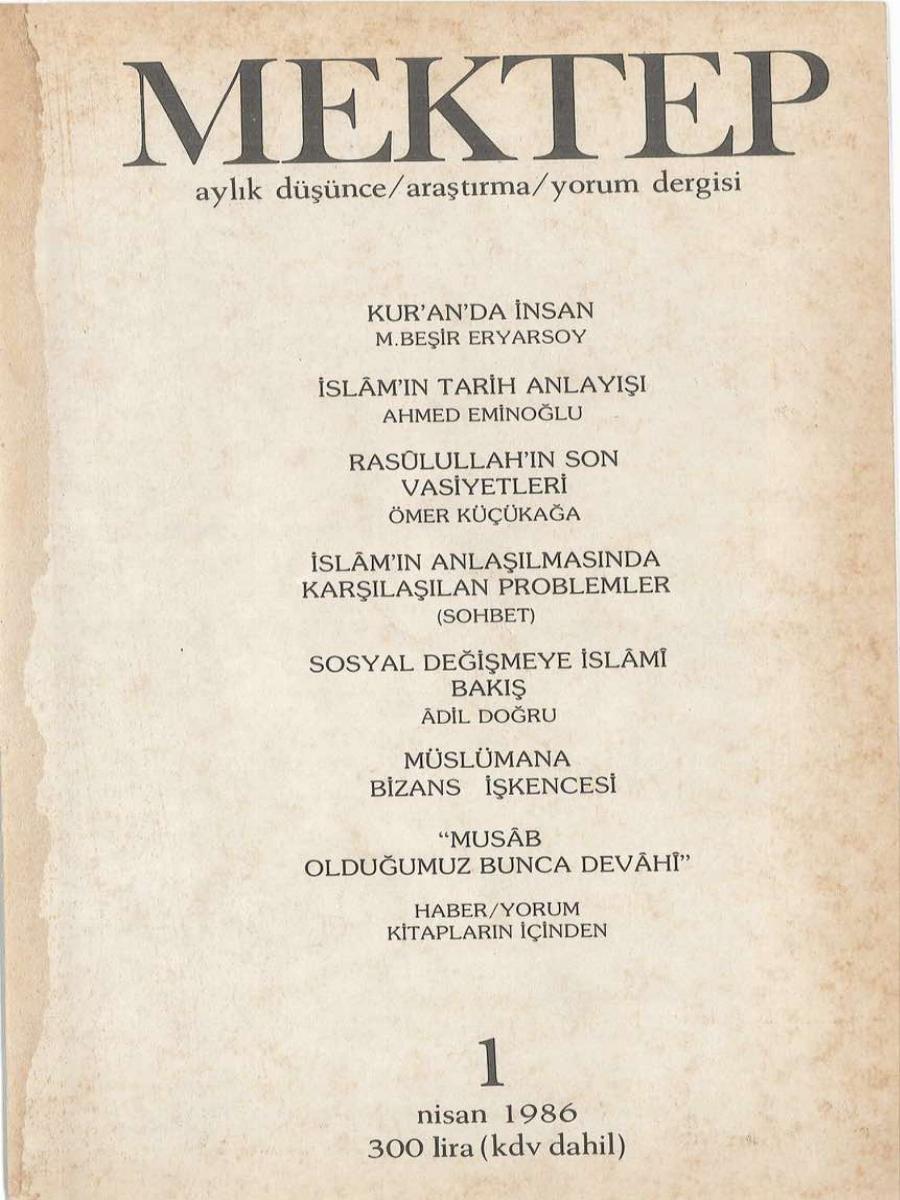 MEKTEP
aylık düşünce/araştırma/yorum dergisi
KUR'AN'DA İNSAN
M.BEŞİR ERYARSOY
İSLÂM'IN TARİH ANLAYIŞI
AHMED EMİNOĞLU
RASÛLULLAH'IN SON
VASİYETLERİ
ÖMER KÜÇÜKAĞA
İSLÂM'IN ANLAŞILMASINDA
KARŞILAŞILAN PROBLEMLER
(SOHBET)
SOSYAL DEĞİŞMEYE İSLÂMÎ
BAKIŞ
ÂDİL DOĞRU
MÜSLÜMANA
BİZANS İŞKENCESİ
“MUSÂB
OLDUĞUMUZ BUNCA DEVÂHΔ
HABER/YORUM
KİTAPLARIN İÇİNDEN
1
nisan 1986
300 lira (kdv dahil)